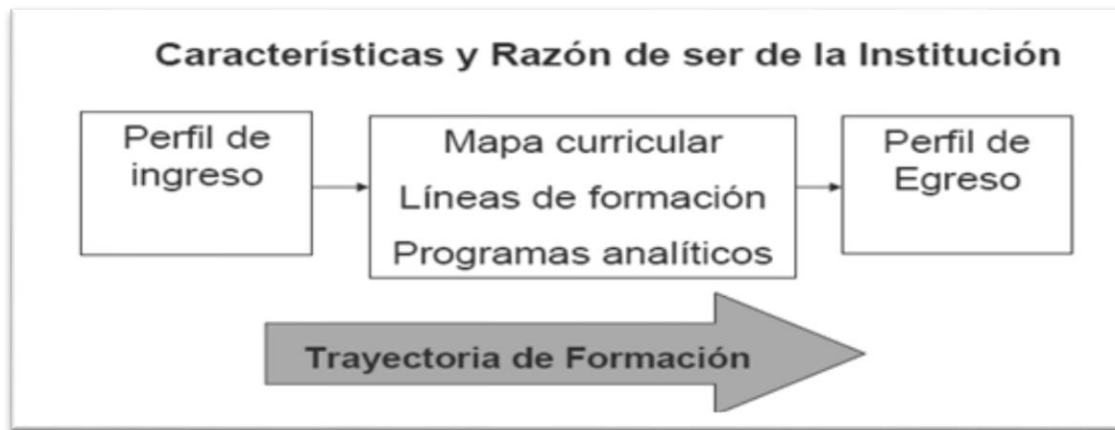 Características y Razón de ser de la Institución
Perfil de
ingreso
Mapa curricular
Líneas de formación
Programas analíticos
Perfil de
Egreso
Trayectoria de Formación